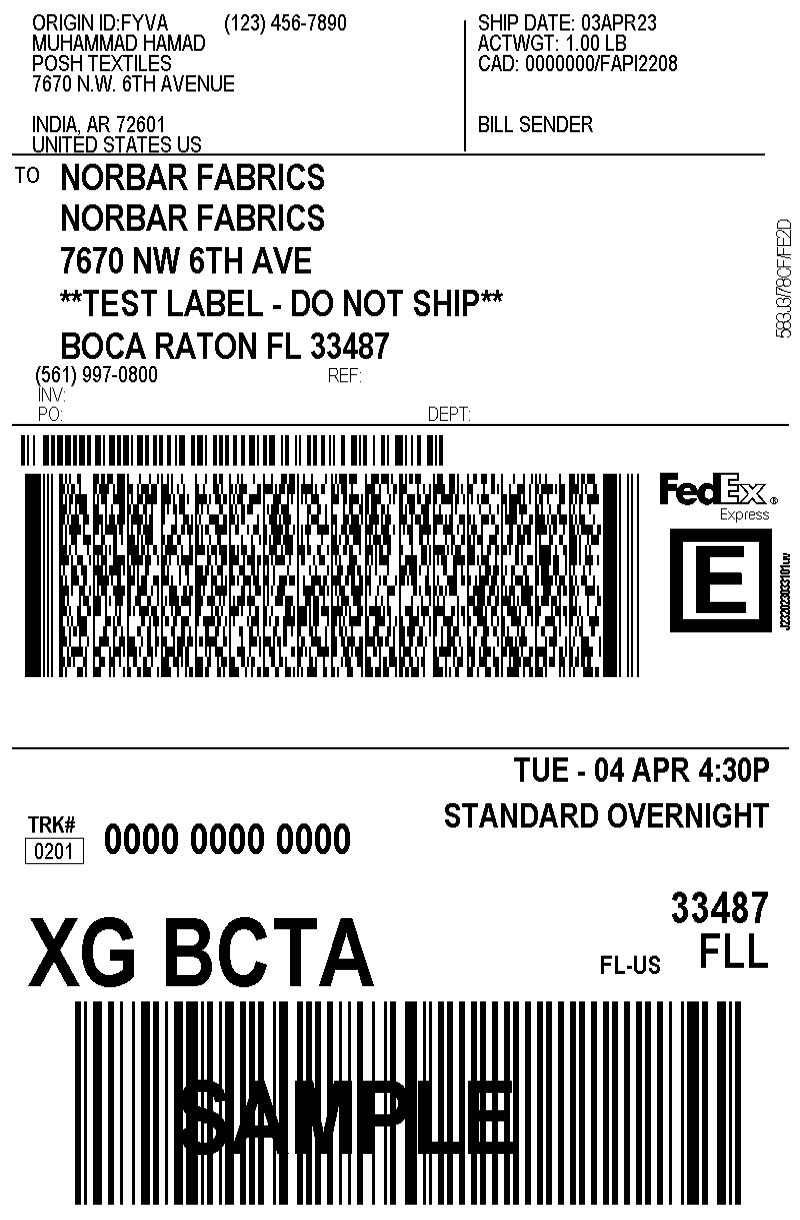 ORIGIN ID:FYVA (123) 456-7890
MUHAMMAD HAMAD
POSH TEXTILES
7670 N.W. 6TH AVENUE
INDIA, AR 72601
UNITED STATES US
SHIP DATE: 03APR23
ACTWGT: 1.00 LB
CAD: 0000000/FAPI2208
BILL SENDER
TO NORBAR FABRICS
NORBAR FABRICS
7670 NW 6TH AVE
**TEST LABEL - DO NOT SHIP**
BOCA RATON FL 33487
(561) 997-0800 REF:
INV:
PO: DEPT:
583J3/78CF/FE2D
FedEx®
Express
E
J232023033101uv
TUE - 04 APR 4:30P
STANDARD OVERNIGHT
TRK#
0201
0000 0000 0000
33487
XG BCTA
FL-US FLL
SAMPLE